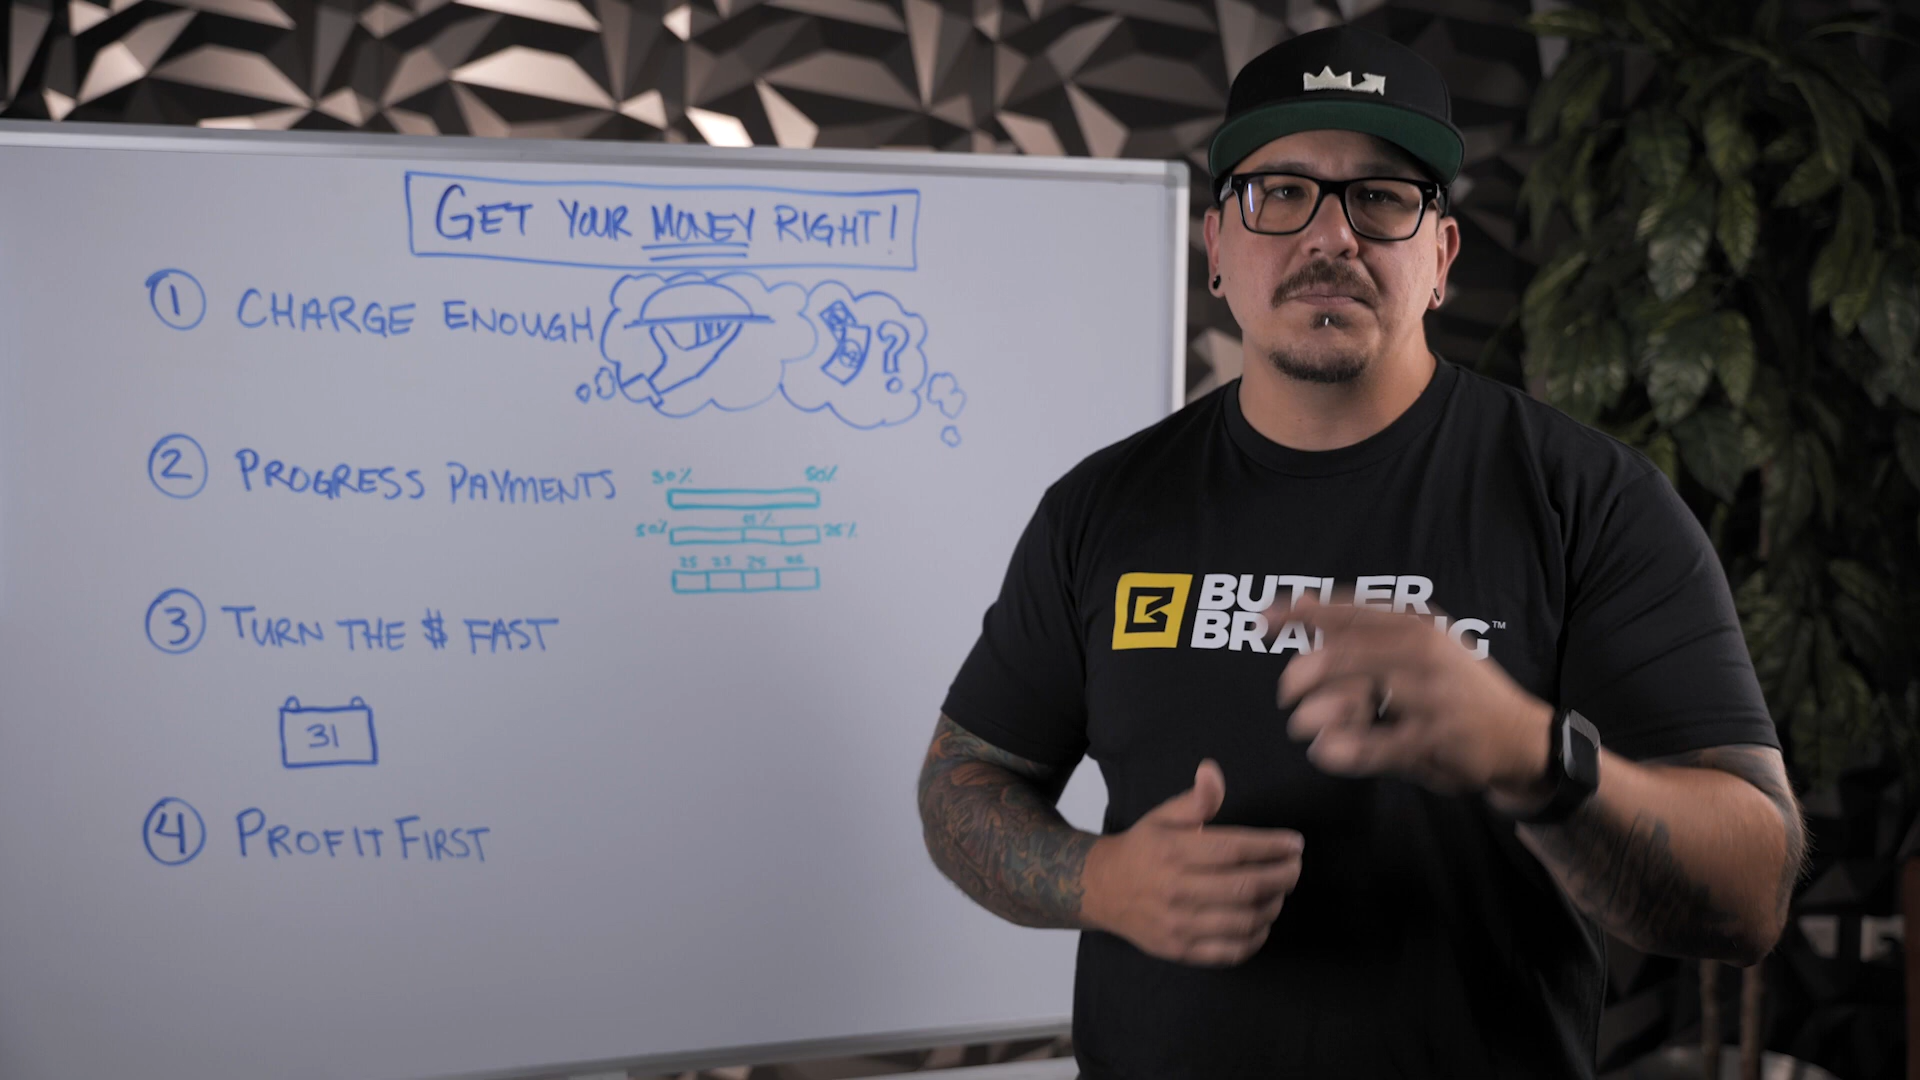 GET YOUR MONEY RIGHT!
1 CHARGE ENOUGH
?
2 PROGRESS PAYMENTS
50% 50%
50% 25%
25 25 25 25
3 TURN THE $ FAST
31
4 PROFIT FIRST
BUTLER
BRANDING™